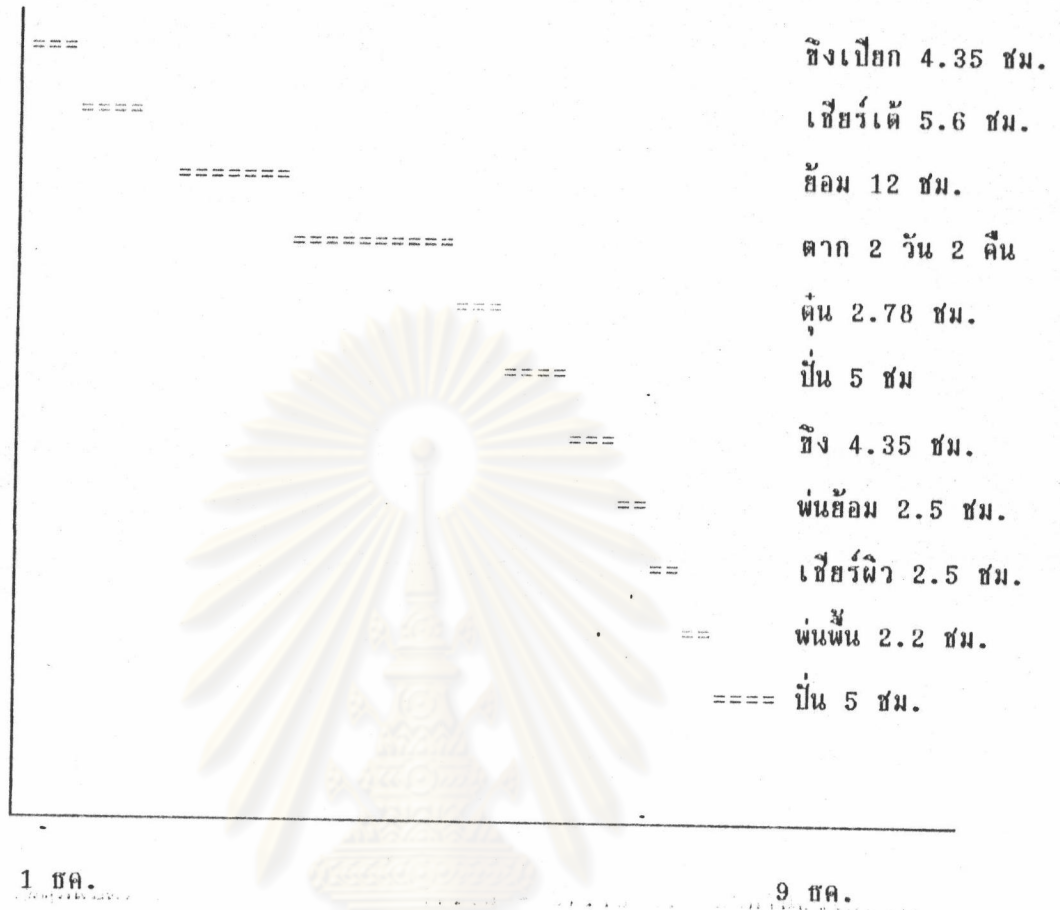 === ขึงเปียก 4.35 ชม.
==== เชียร์เต้ 5.6 ชม.
======= ย้อม 12 ชม.
========== ตาก 2 วัน 2 คืน
=== ตุ๋น 2.78 ชม.
==== ปั่น 5 ชม
=== ขึง 4.35 ชม.
== พ่นย้อม 2.5 ชม.
== เชียร์ผิว 2.5 ชม.
== พ่นพื้น 2.2 ชม.
==== ปั่น 5 ชม.
1 ธค. 9 ธค.